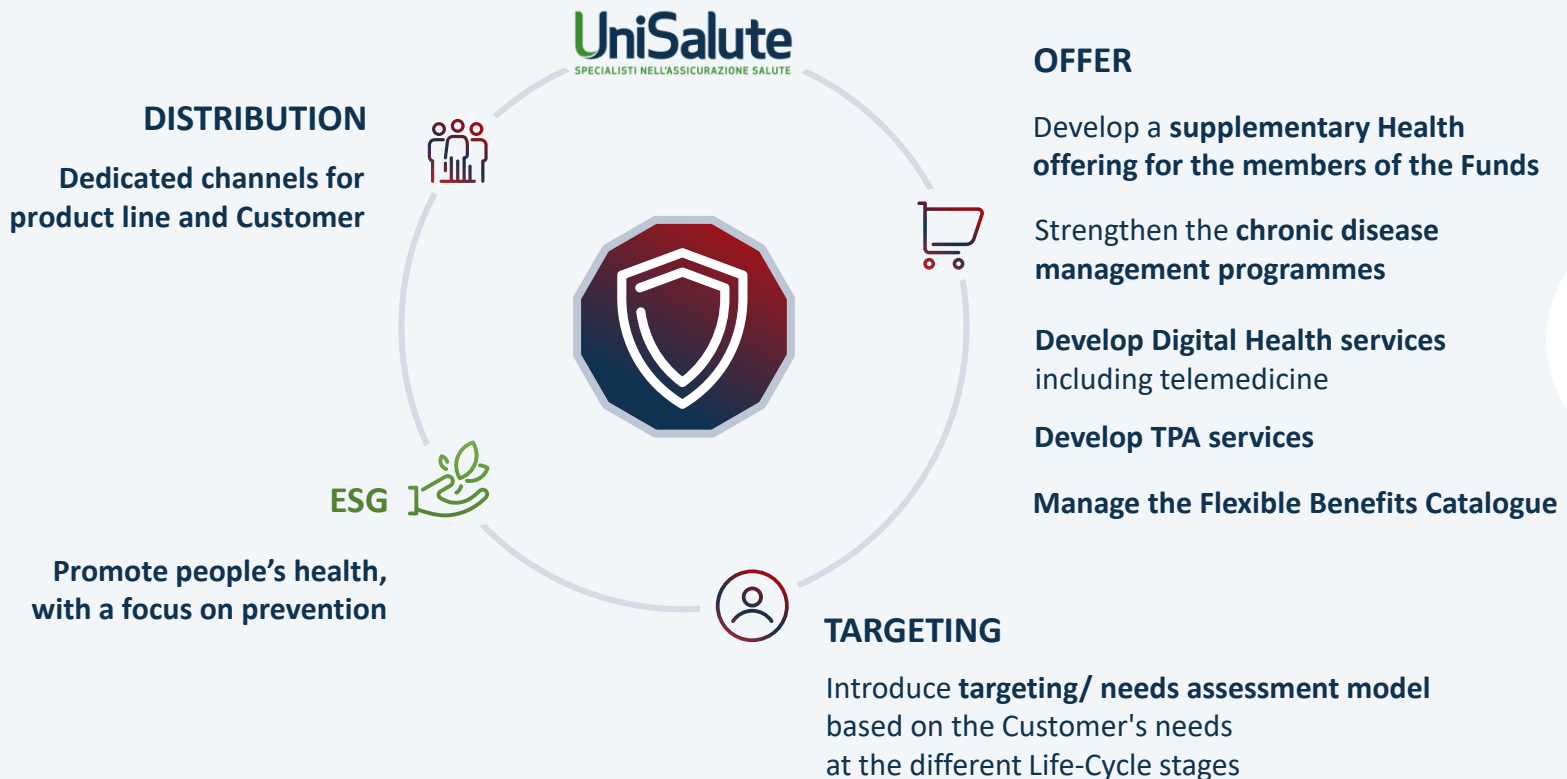 UniSalute
SPECIALISTI NELL'ASSICURAZIONE SALUTE
DISTRIBUTION
Dedicated channels for
product line and Customer
OFFER
Develop a supplementary Health
offering for the members of the Funds
Strengthen the chronic disease
management programmes
Develop Digital Health services
including telemedicine
Develop TPA services
Manage the Flexible Benefits Catalogue
ESG
Promote people's health,
with a focus on prevention
TARGETING
Introduce targeting/ needs assessment model
based on the Customer's needs
at the different Life-Cycle stages